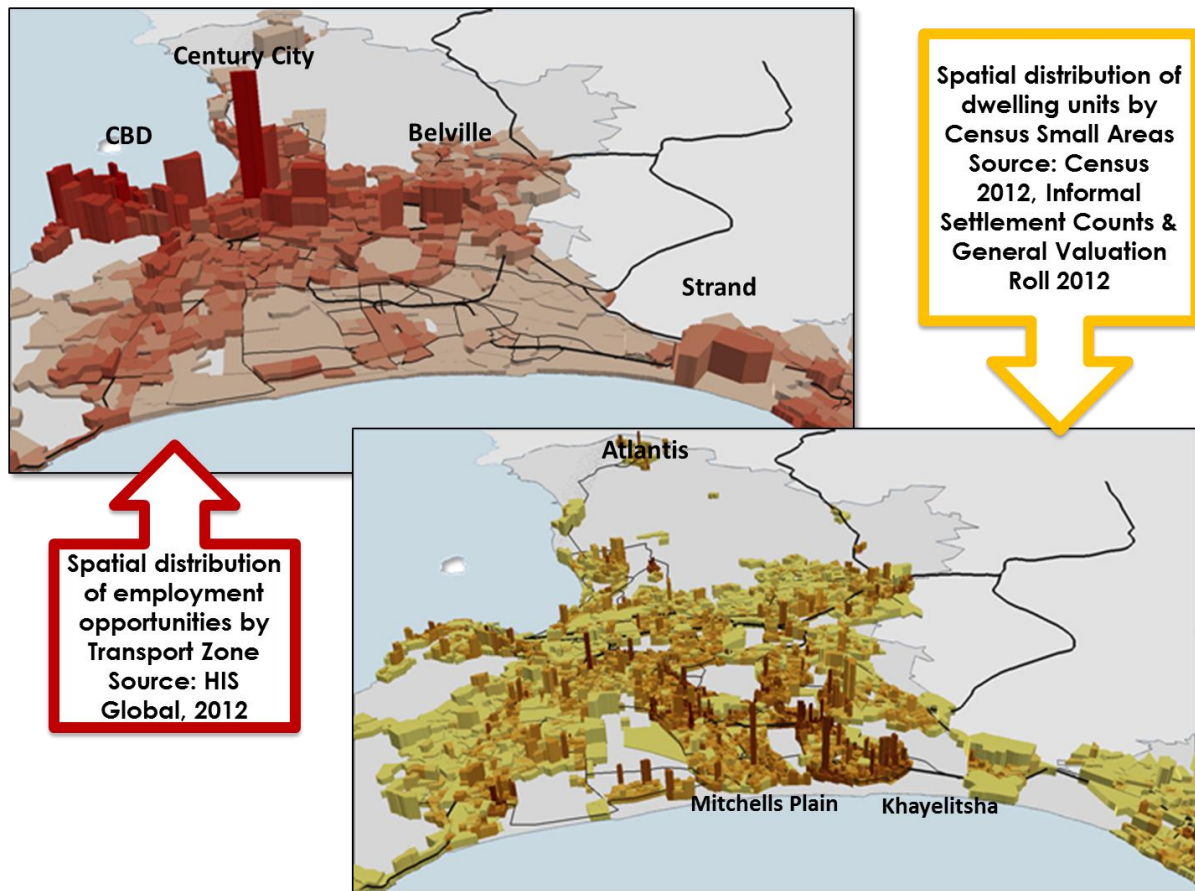 Century City
CBD
Belville
Strand
Spatial distribution of
dwelling units by
Census Small Areas
Source: Census
2012, Informal
Settlement Counts &
General Valuation
Roll 2012
Spatial distribution
of employment
opportunities by
Transport Zone
Source: HIS
Global, 2012
Atlantis
Mitchells Plain
Khayelitsha